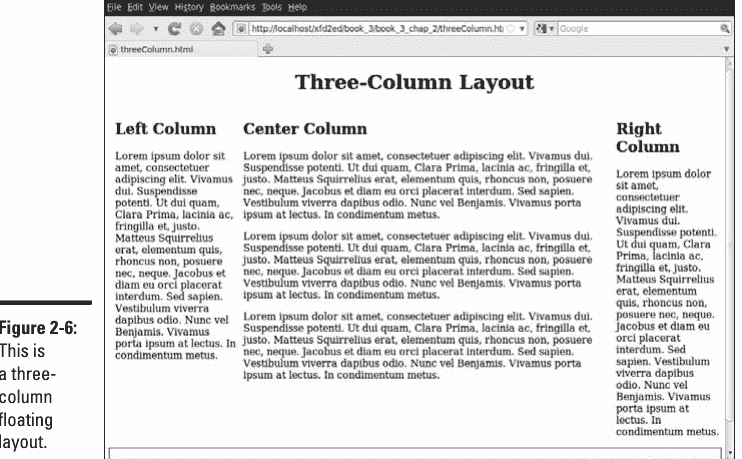 File Edit View History Bookmarks Tools Help
http://localhost/xfd2ed/book_3/book_3_chap_2/threeColumn.html
Google
threeColumn.html
Three-Column Layout
Left Column
Lorem ipsum dolor sit
amet, consectetuer
adipiscing elit. Vivamus
dui. Suspendisse
potenti. Ut dui quam,
Clara Prima, lacinia ac,
fringilla et, justo.
Matteus Squirrelius
erat, elementum quis,
rhoncus non, posuere
nec, neque. Jacobus et
diam eu orci placerat
interdum. Sed sapien.
Vestibulum viverra
dapibus odio. Nunc vel
Benjamis. Vivamus
porta ipsum at lectus. In
condimentum metus.
Center Column
Lorem ipsum dolor sit amet, consectetuer adipiscing elit. Vivamus dui.
Suspendisse potenti. Ut dui quam, Clara Prima, lacinia ac, fringilla et,
justo. Matteus Squirrelius erat, elementum quis, rhoncus non, posuere
nec, neque. Jacobus et diam eu orci placerat interdum. Sed sapien.
Vestibulum viverra dapibus odio. Nunc vel Benjamis. Vivamus porta
ipsum at lectus. In condimentum metus.
Lorem ipsum dolor sit amet, consectetuer adipiscing elit. Vivamus dui.
Suspendisse potenti. Ut dui quam, Clara Prima, lacinia ac, fringilla et,
justo. Matteus Squirrelius erat, elementum quis, rhoncus non, posuere
nec, neque. Jacobus et diam eu orci placerat interdum. Sed sapien.
Vestibulum viverra dapibus odio. Nunc vel Benjamis. Vivamus porta
ipsum at lectus. In condimentum metus.
Lorem ipsum dolor sit amet, consectetuer adipiscing elit. Vivamus dui.
Suspendisse potenti. Ut dui quam, Clara Prima, lacinia ac, fringilla et,
justo. Matteus Squirrelius erat, elementum quis, rhoncus non, posuere
nec, neque. Jacobus et diam eu orci placerat interdum. Sed sapien.
Vestibulum viverra dapibus odio. Nunc vel Benjamis. Vivamus porta
ipsum at lectus. In condimentum metus.
Right
Column
Lorem ipsum dolor
sit amet,
consectetuer
adipiscing elit.
Vivamus dui.
Suspendisse potenti.
Ut dui quam, Clara
Prima, lacinia ac,
fringilla et, justo.
Matteus Squirrelius
erat, elementum
quis, rhoncus non,
posuere nec, neque.
Jacobus et diam eu
orci placerat
interdum. Sed
sapien. Vestibulum
viverra dapibus
odio. Nunc vel
Benjamis. Vivamus
porta ipsum at
lectus. In
condimentum metus.
Figure 2-6:
This is
a three-
column
floating
layout.